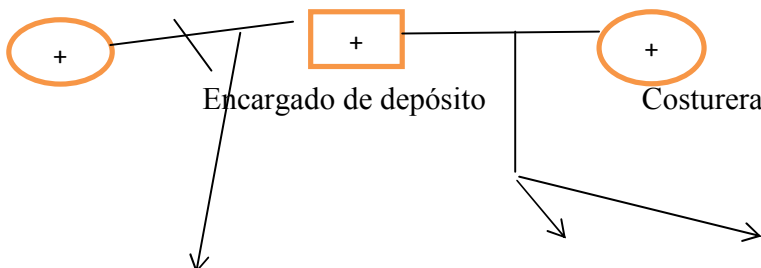 + + +
Encargado de depósito Costurera